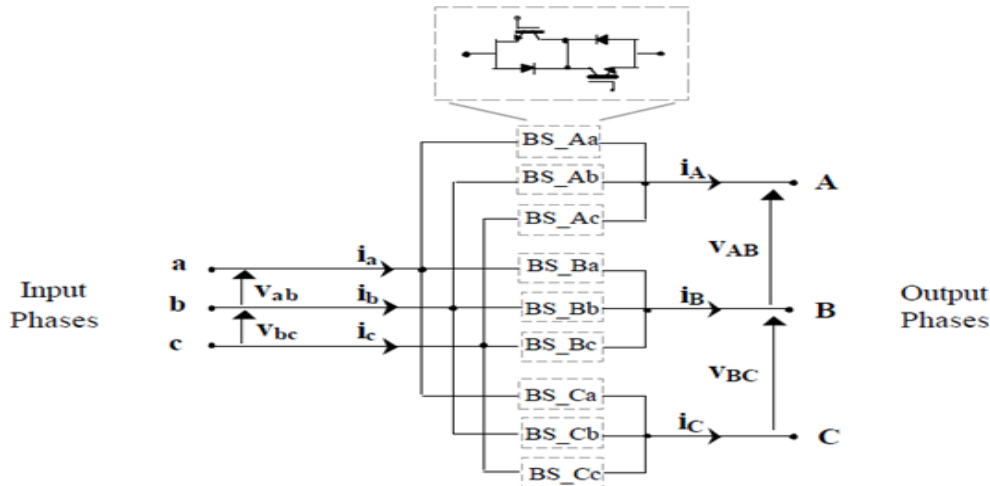 BS_Aa
BS_Ab
BS_Ac
i_A
A
v_AB
a
i_a
BS_Ba
Input
Phases
v_ab
b
i_b
BS_Bb
i_B
B
Output
Phases
v_bc
c
i_c
BS_Bc
v_BC
BS_Ca
BS_Cb
i_C
C
BS_Cc